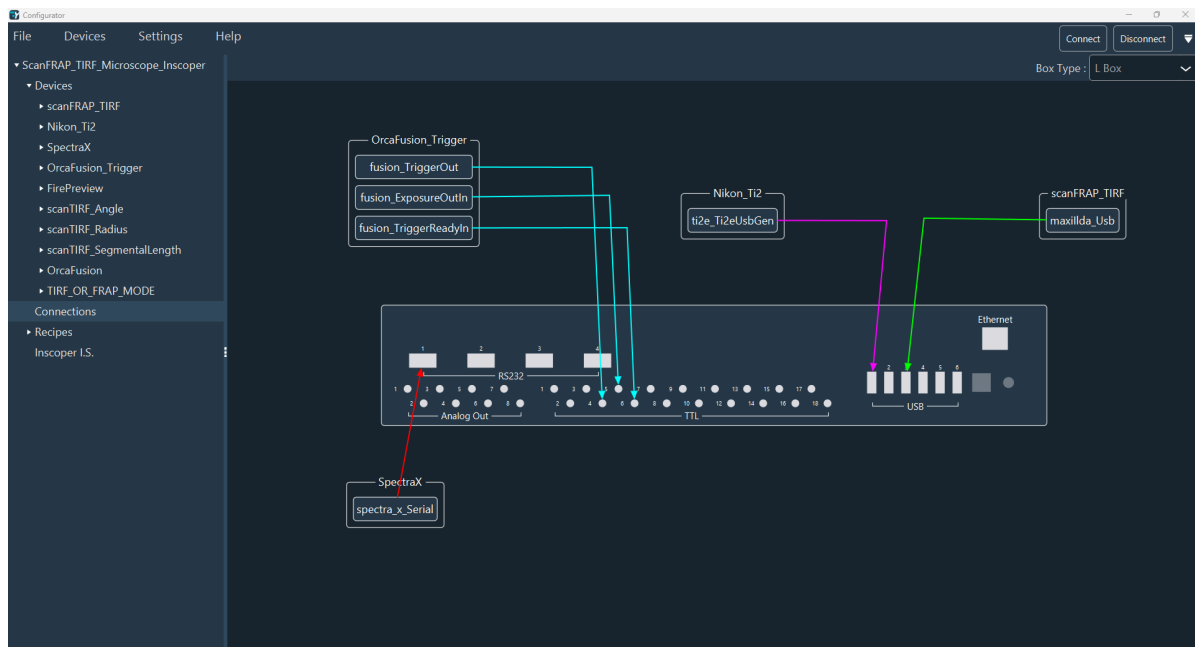 Configurator
File Devices Settings Help
Connect Disconnect
ScanFRAP_TIRF_Microscope_Inscoper
Box Type : L Box
Devices
scanFRAP_TIRF
Nikon_Ti2
SpectraX
OrcaFusion_Trigger
FirePreview
scanTIRF_Angle
scanTIRF_Radius
scanTIRF_SegmentalLength
OrcaFusion
TIRF_OR_FRAP_MODE
Connections
Recipes
Inscoper I.S.
OrcaFusion_Trigger
fusion_TriggerOut
fusion_ExposureOutIn
fusion_TriggerReadyIn
Nikon_Ti2
ti2e_Ti2eUsbGen
scanFRAP_TIRF
maxillda_Usb
Ethernet
1 2 3 4
RS232
1 3 5 7
2 4 6 8
Analog Out
1 3 5 7 9 11 13 15 17
2 4 6 8 10 12 14 16 18
TTL
2 4 5 6
USB
SpectraX
spectra_x_Serial